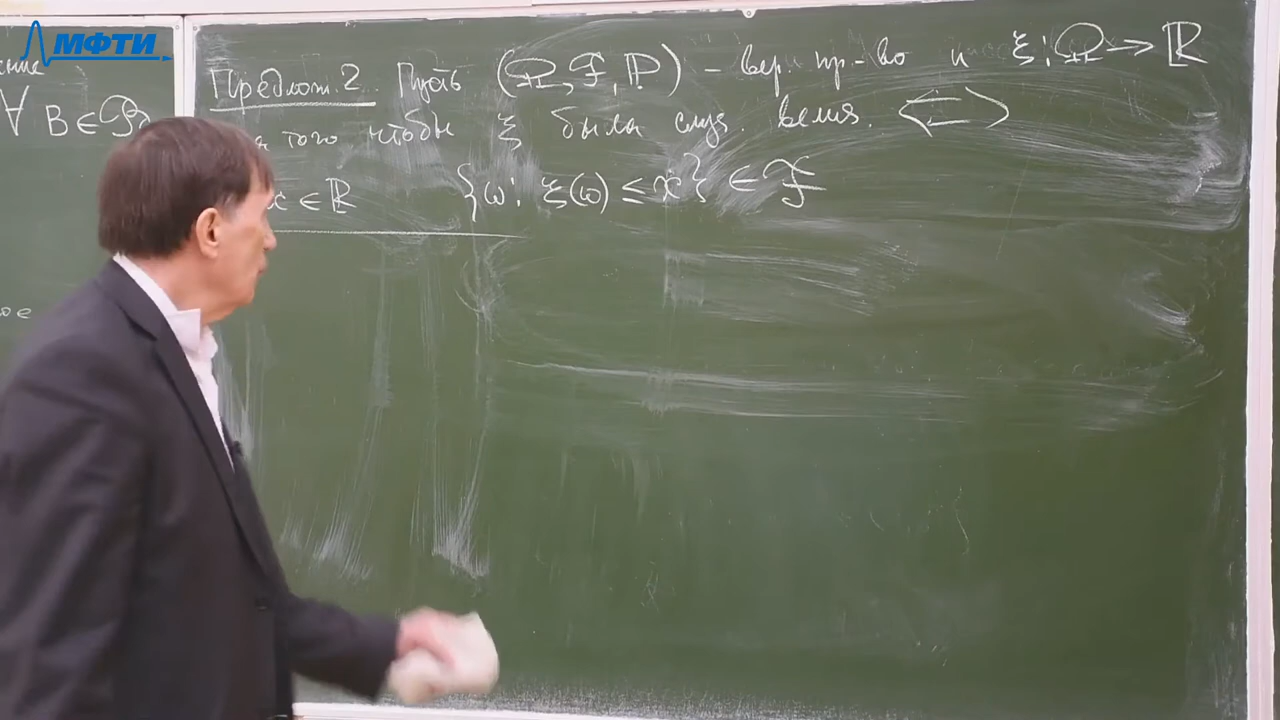 МФТИ
∀ B ∈ ℬ
Предлож. 2. Пусть (Ω, ℱ, ℙ) – вер. пр-во и ξ: Ω → ℝ
того чтобы ξ была случ. велич. ⟺
x ∈ ℝ {ω: ξ(ω) ≤ x} ∈ ℱ